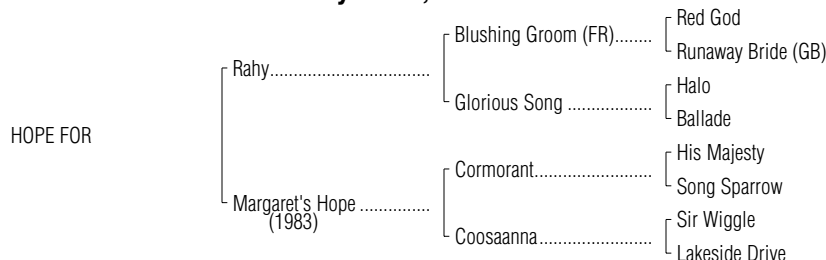 Red God
Blushing Groom (FR)........
Runaway Bride (GB)
Rahy.................................
Halo
Glorious Song ...................
Ballade
HOPE FOR
His Majesty
Cormorant.........................
Song Sparrow
Margaret's Hope ...............
(1983)
Sir Wiggle
Coosaanna........................
Lakeside Drive